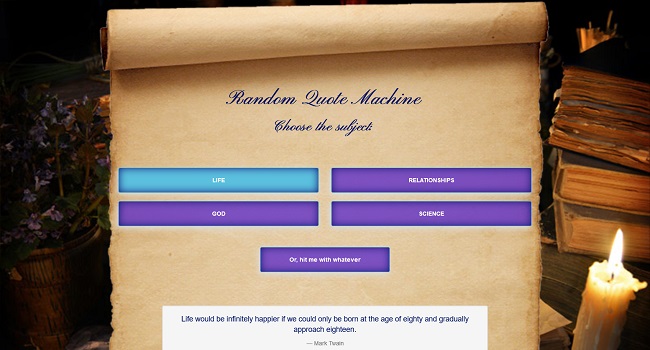 Random Quote Machine
Choose the subject:
LIFE
RELATIONSHIPS
GOD
SCIENCE
Or, hit me with whatever
Life would be infinitely happier if we could only be born at the age of eighty and gradually
approach eighteen.
— Mark Twain